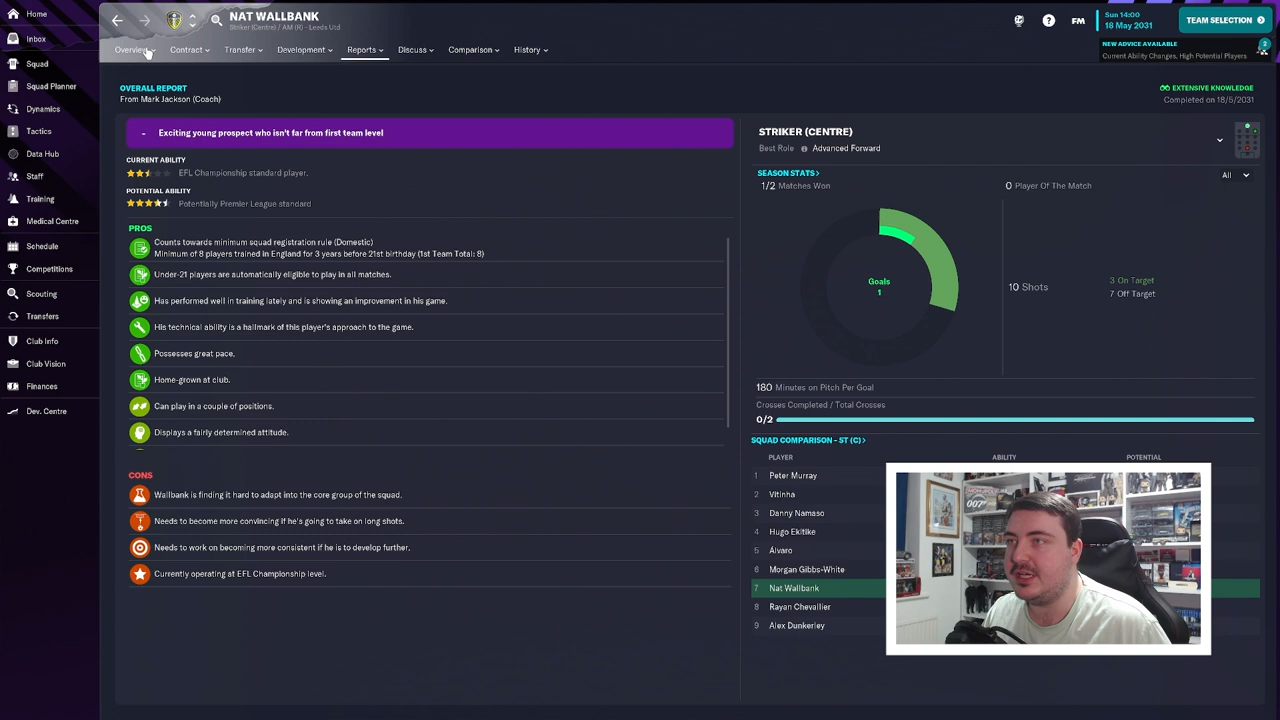 Home
Inbox
Squad
Squad Planner
Dynamics
Tactics
Data Hub
Staff
Training
Medical Centre
Schedule
Competitions
Scouting
Transfers
Club Info
Club Vision
Finances
Dev. Centre
NAT WALLBANK
Striker (Centre) / AM (R) - Leeds Utd
FM
Sun 14:00
18 May 2031
TEAM SELECTION
Overview
Contract
Transfer
Development
Reports
Discuss
Comparison
History
NEW ADVICE AVAILABLE
Current Ability Changes, High Potential Players
2
OVERALL REPORT
From Mark Jackson (Coach)
EXTENSIVE KNOWLEDGE
Completed on 18/5/2031
- Exciting young prospect who isn't far from first team level
CURRENT ABILITY
EFL Championship standard player.
POTENTIAL ABILITY
Potentially Premier League standard
PROS
Counts towards minimum squad registration rule (Domestic)
Minimum of 8 players trained in England for 3 years before 21st birthday (1st Team Total: 8)
Under-21 players are automatically eligible to play in all matches.
Has performed well in training lately and is showing an improvement in his game.
His technical ability is a hallmark of this player's approach to the game.
Possesses great pace.
Home-grown at club.
Can play in a couple of positions.
Displays a fairly determined attitude.
CONS
Wallbank is finding it hard to adapt into the core group of the squad.
Needs to become more convincing if he's going to take on long shots.
Needs to work on becoming more consistent if he is to develop further.
Currently operating at EFL Championship level.
STRIKER (CENTRE)
Best Role Advanced Forward
SEASON STATS>
All
1/2 Matches Won
0 Player Of The Match
Goals
1
10 Shots
3 On Target
7 Off Target
180 Minutes on Pitch Per Goal
Crosses Completed / Total Crosses
0/2
SQUAD COMPARISON - ST (C)>
PLAYER ABILITY POTENTIAL
1 Peter Murray
2 Vitinha
3 Danny Namaso
4 Hugo Ekitike
5 Álvaro
6 Morgan Gibbs-White
7 Nat Wallbank
8 Rayan Chevallier
9 Alex Dunkerley
007